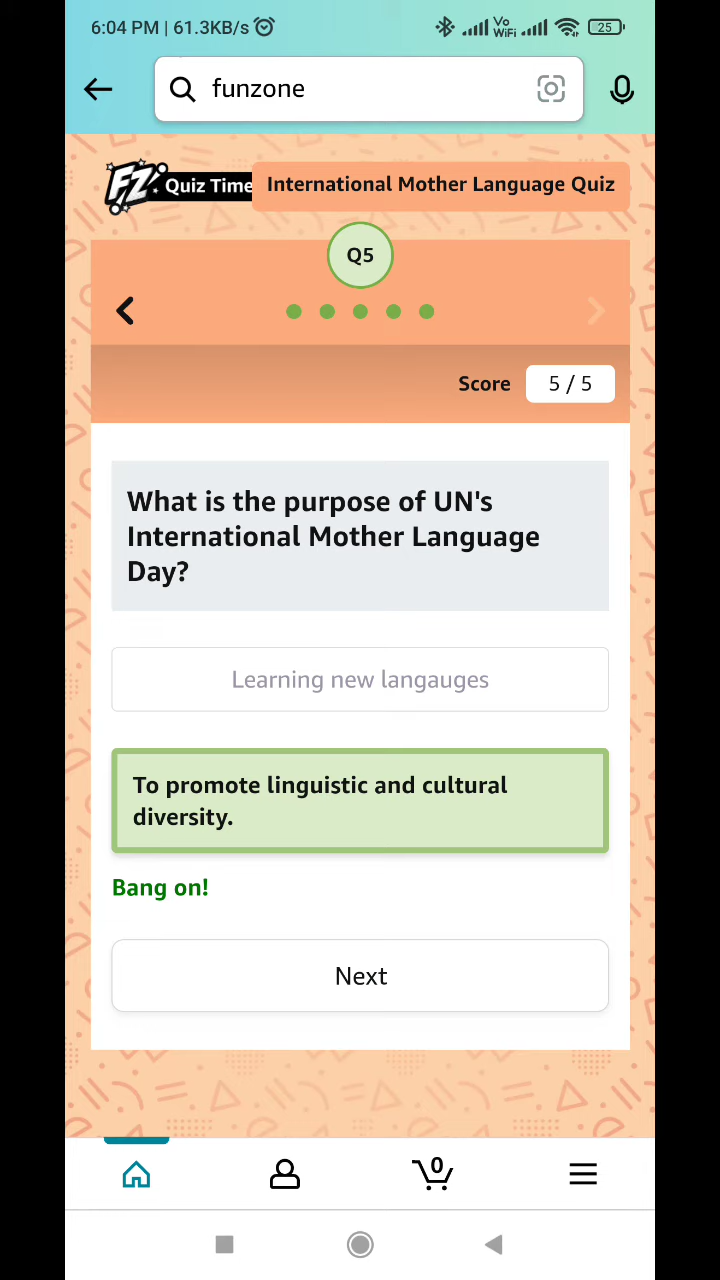 6:04 PM | 61.3KB/s
Vo
WiFi
25
funzone
FZ Quiz Time
International Mother Language Quiz
Q5
Score 5 / 5
What is the purpose of UN's
International Mother Language
Day?
Learning new langauges
To promote linguistic and cultural
diversity.
Bang on!
Next
0